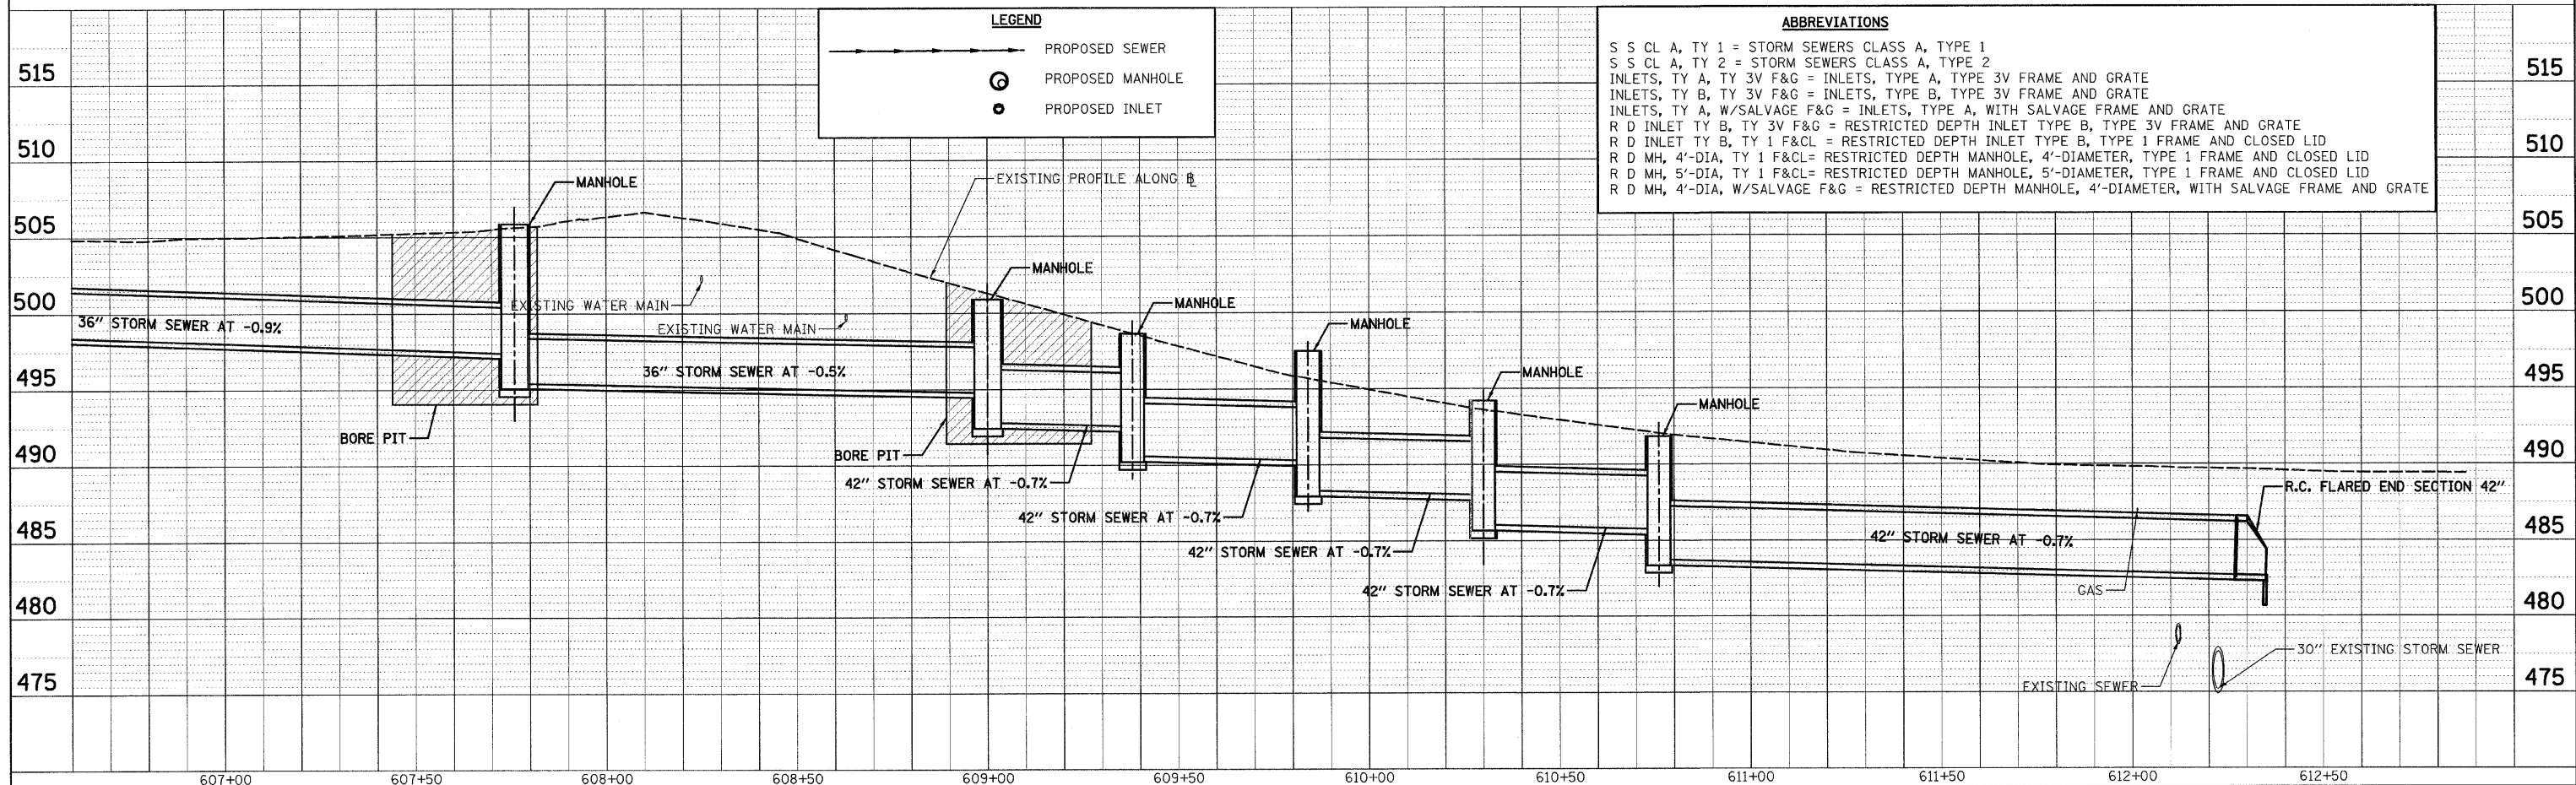 LEGEND
PROPOSED SEWER
PROPOSED MANHOLE
PROPOSED INLET
ABBREVIATIONS
S S CL A, TY 1 = STORM SEWERS CLASS A, TYPE 1
S S CL A, TY 2 = STORM SEWERS CLASS A, TYPE 2
INLETS, TY A, TY 3V F&G = INLETS, TYPE A, TYPE 3V FRAME AND GRATE
INLETS, TY B, TY 3V F&G = INLETS, TYPE B, TYPE 3V FRAME AND GRATE
INLETS, TY A, W/SALVAGE F&G = INLETS, TYPE A, WITH SALVAGE FRAME AND GRATE
R D INLET TY B, TY 3V F&G = RESTRICTED DEPTH INLET TYPE B, TYPE 3V FRAME AND GRATE
R D INLET TY B, TY 1 F&CL = RESTRICTED DEPTH INLET TYPE B, TYPE 1 FRAME AND CLOSED LID
R D MH, 4'-DIA, TY 1 F&CL= RESTRICTED DEPTH MANHOLE, 4'-DIAMETER, TYPE 1 FRAME AND CLOSED LID
R D MH, 5'-DIA, TY 1 F&CL= RESTRICTED DEPTH MANHOLE, 5'-DIAMETER, TYPE 1 FRAME AND CLOSED LID
R D MH, 4'-DIA, W/SALVAGE F&G = RESTRICTED DEPTH MANHOLE, 4'-DIAMETER, WITH SALVAGE FRAME AND GRATE
515
515
510
510
MANHOLE
EXISTING PROFILE ALONG ℄
505
505
MANHOLE
500
EXISTING WATER MAIN
MANHOLE
500
36" STORM SEWER AT -0.9%
EXISTING WATER MAIN
MANHOLE
495
36" STORM SEWER AT -0.5%
MANHOLE
495
MANHOLE
BORE PIT
490
BORE PIT
490
42" STORM SEWER AT -0.7%
R.C. FLARED END SECTION 42"
42" STORM SEWER AT -0.7%
485
485
42" STORM SEWER AT -0.7%
42" STORM SEWER AT -0.7%
42" STORM SEWER AT -0.7%
GAS
480
480
30" EXISTING STORM SEWER
475
EXISTING SEWER
475
607+00
607+50
608+00
608+50
609+00
609+50
610+00
610+50
611+00
611+50
612+00
612+50